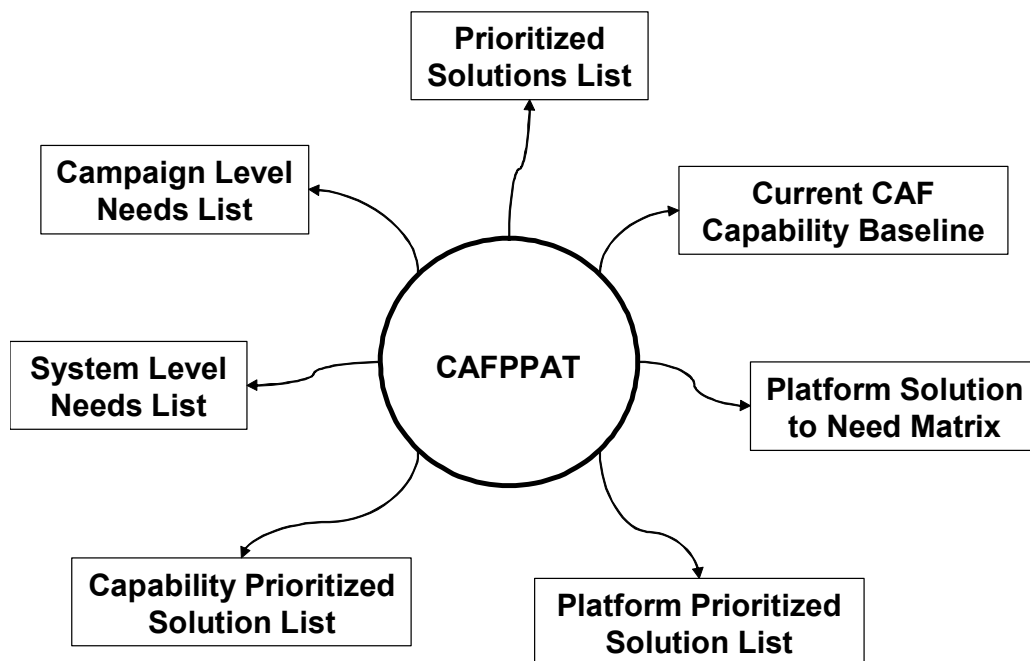 Prioritized
Solutions List
Campaign Level
Needs List
Current CAF
Capability Baseline
System Level
Needs List
CAFPPAT
Platform Solution
to Need Matrix
Capability Prioritized
Solution List
Platform Prioritized
Solution List